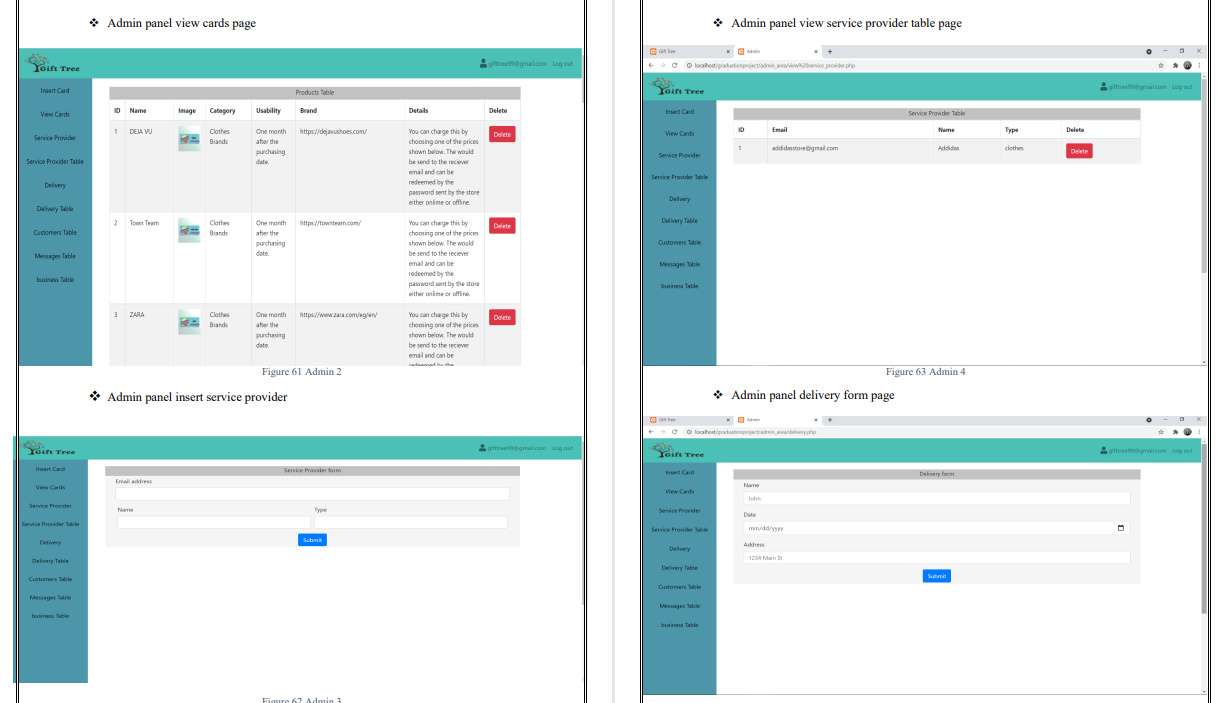 ❖ Admin panel view cards page
Gift Tree
gifttree99@gmail.com Log out
Insert Card
View Cards
Service Provider
Service Provider Table
Delivery
Delivery Table
Customers Table
Messages Table
business Table
Products Table
ID Name Image Category Usability Brand Details Delete
1 DEJA VU Clothes Brands One month after the purchasing date. https://dejavushoes.com/ You can charge this by choosing one of the prices shown below. The would be send to the reciever email and can be redeemed by the password sent by the store either onlime or offline. Delete
2 Town Team Clothes Brands One month after the purchasing date. https://townteam.com/ You can charge this by choosing one of the prices shown below. The would be send to the reciever email and can be redeemed by the password sent by the store either onlime or offline. Delete
3 ZARA Clothes Brands One month after the purchasing date. https://www.zara.com/eg/en/ You can charge this by choosing one of the prices shown below. The would be send to the reciever email and can be redeemed by the Delete
Figure 61 Admin 2
❖ Admin panel insert service provider
Gift Tree
gifttree99@gmail.com Log out
Insert Card
View Cards
Service Provider
Service Provider Table
Delivery
Delivery Table
Customers Table
Messages Table
business Table
Service Provider form
Email address
Name Type
Submit
Figure 62 Admin 3
❖ Admin panel view service provider table page
Gift Tree Admin
localhost/graduationproject/admin_area/view%20service_provider.php
Gift Tree
gifttree99@gmail.com Log out
Insert Card
View Cards
Service Provider
Service Provider Table
Delivery
Delivery Table
Customers Table
Messages Table
business Table
Service Provider Table
ID Email Name Type Delete
1 addidasstore@gmail.com Addidas clothes Delete
Figure 63 Admin 4
❖ Admin panel delivery form page
Gift Tree Admin
localhost/graduationproject/admin_area/delivery.php
Gift Tree
gifttree99@gmail.com Log out
Insert Card
View Cards
Service Provider
Service Provider Table
Delivery
Delivery Table
Customers Table
Messages Table
business Table
Delivery form
Name
John
Date
mm/dd/yyyy
Address
1234 Main St
Submit